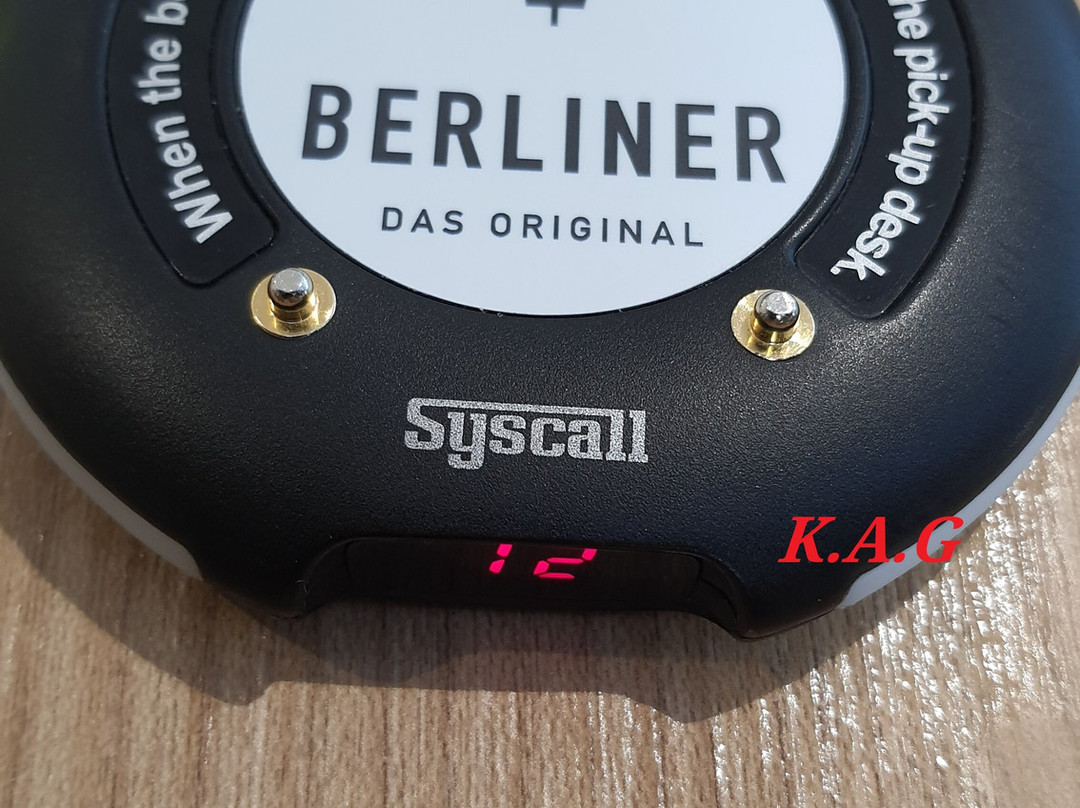 When the b
BERLINER
DAS ORIGINAL
he pick-up desk.
Syscall
12
K.A.G